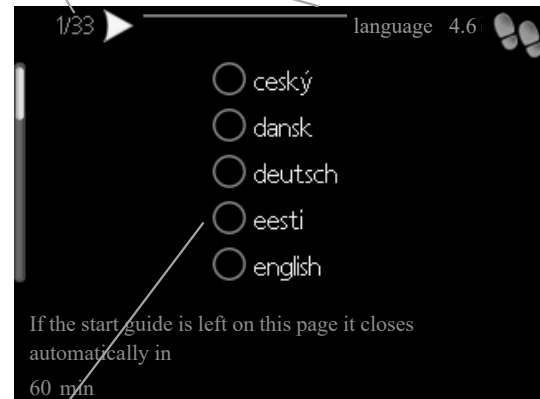 1/33
language 4.6
ceský
dansk
deutsch
eesti
english
If the start guide is left on this page it closes
automatically in
60 min